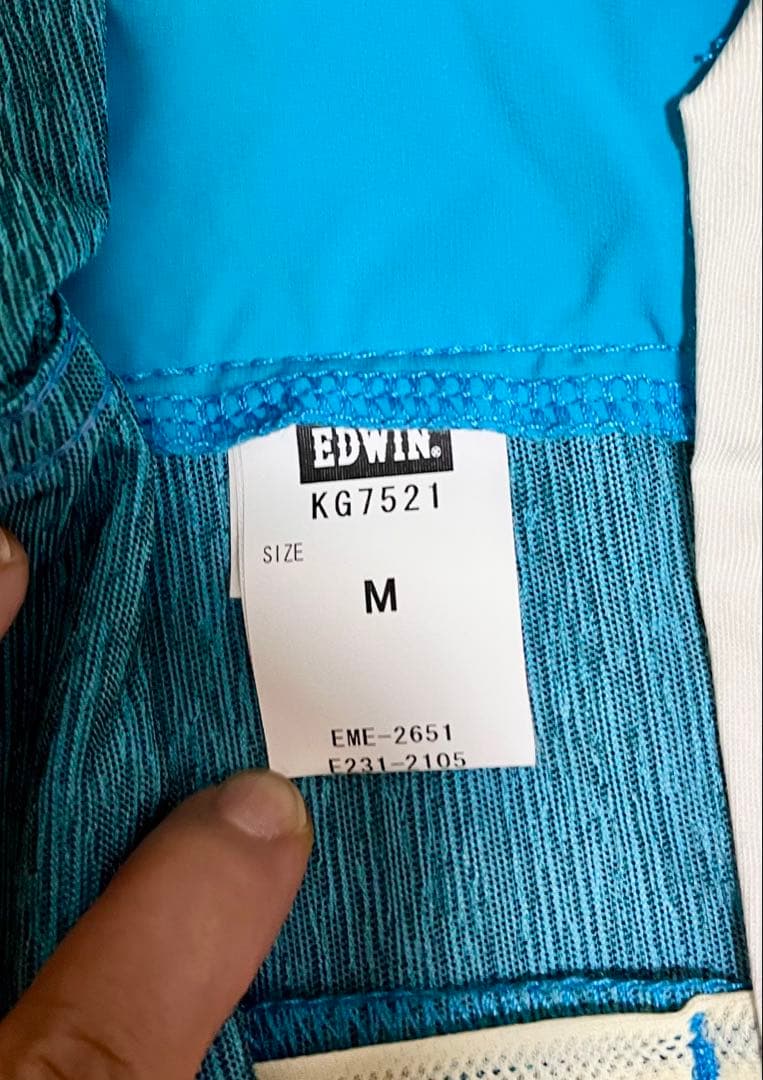 EDWIN.
KG7521
SIZE
M
EME-2651
E231-2105